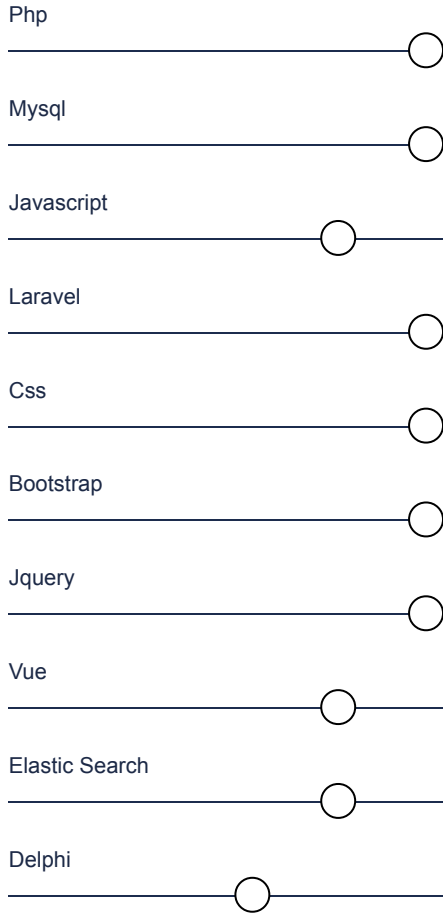 Php
Mysql
Javascript
Laravel
Css
Bootstrap
Jquery
Vue
Elastic Search
Delphi